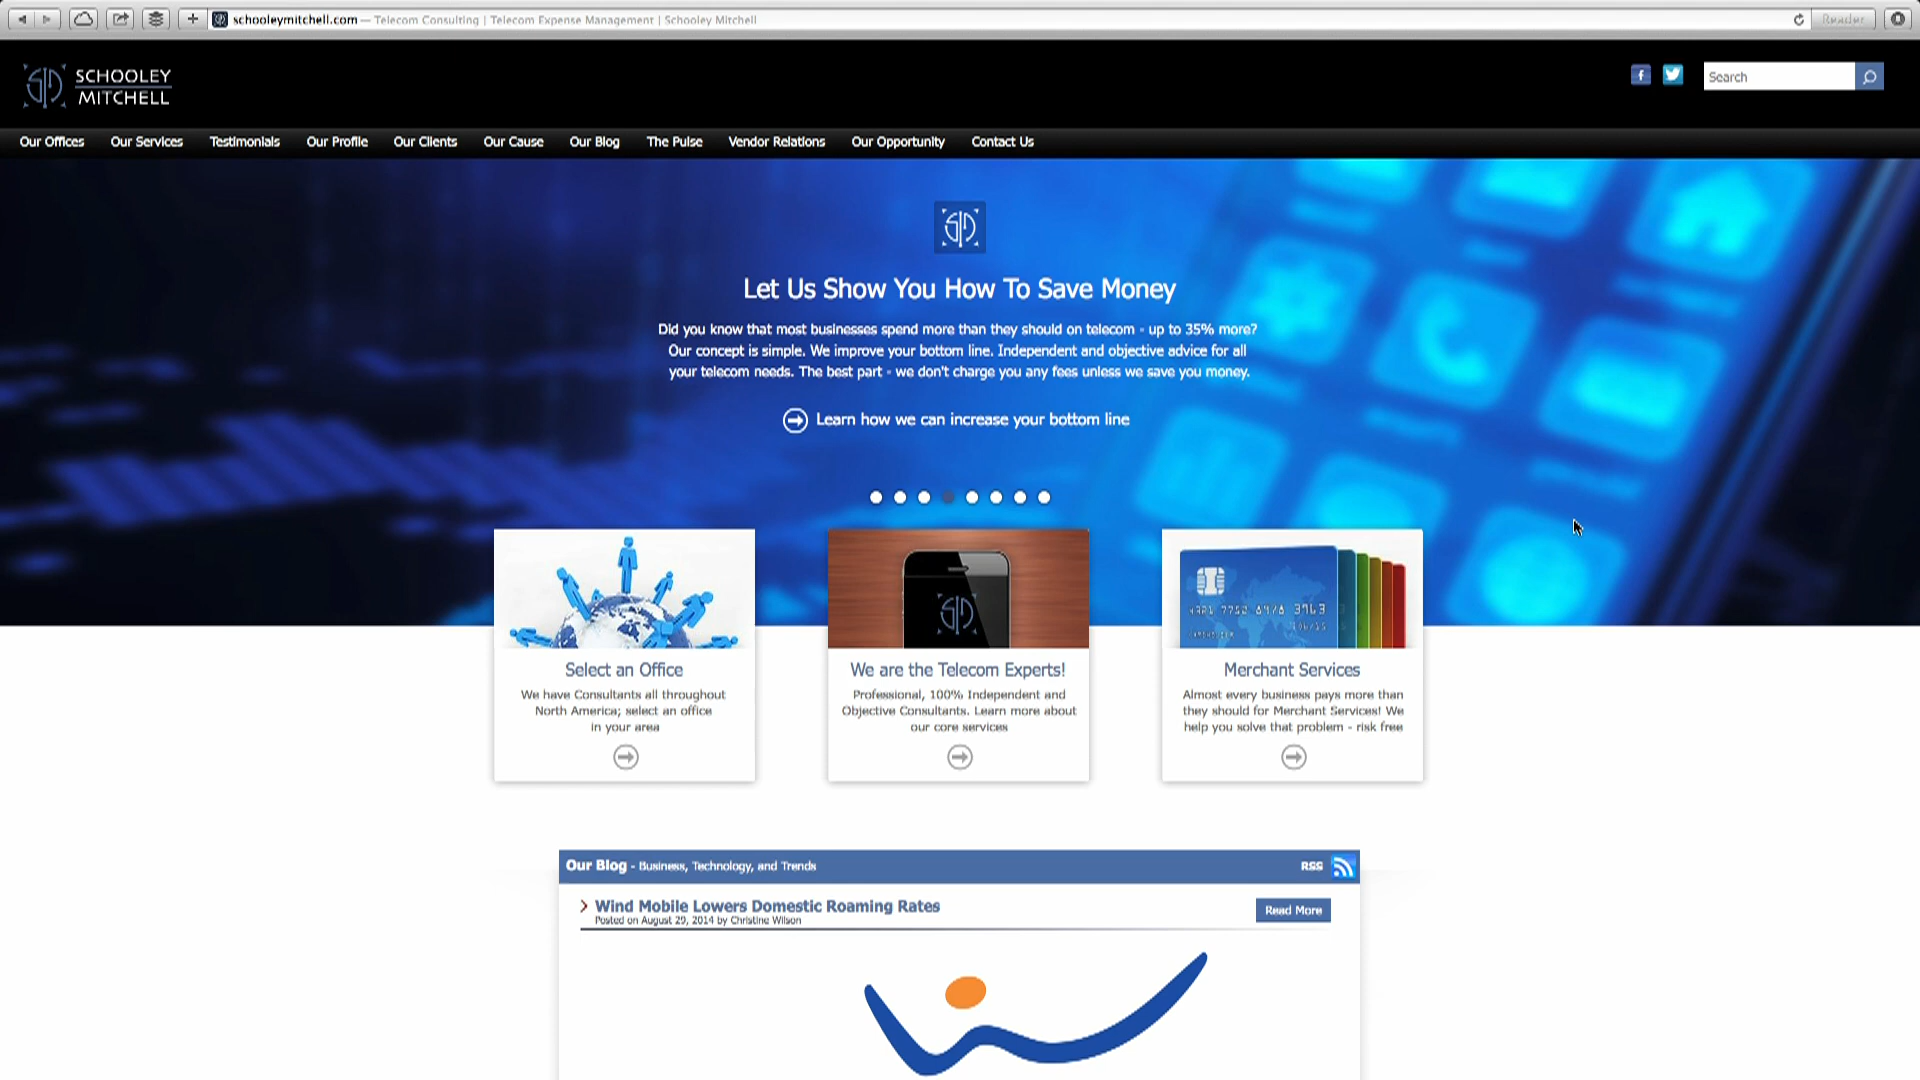 schooleymitchell.com — Telecom Consulting | Telecom Expense Management | Schooley Mitchell
Reader
SCHOOLEY
MITCHELL
Search
Our Offices Our Services Testimonials Our Profile Our Clients Our Cause Our Blog The Pulse Vendor Relations Our Opportunity Contact Us
Let Us Show You How To Save Money
Did you know that most businesses spend more than they should on telecom - up to 35% more?
Our concept is simple. We improve your bottom line. Independent and objective advice for all
your telecom needs. The best part - we don't charge you any fees unless we save you money.
Learn how we can increase your bottom line
Select an Office
We have Consultants all throughout
North America; select an office
in your area
We are the Telecom Experts!
Professional, 100% Independent and
Objective Consultants. Learn more about
our core services
Merchant Services
Almost every business pays more than
they should for Merchant Services! We
help you solve that problem - risk free
Our Blog - Business, Technology, and Trends
RSS
Wind Mobile Lowers Domestic Roaming Rates
Posted on August 29, 2014 by Christine Wilson
Read More